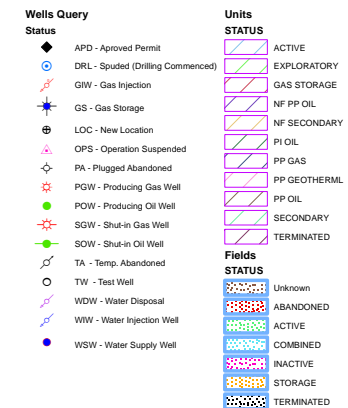 Wells Query
Status
APD - Aproved Permit
DRL - Spuded (Drilling Commenced)
GIW - Gas Injection
GS - Gas Storage
LOC - New Location
OPS - Operation Suspended
PA - Plugged Abandoned
PGW - Producing Gas Well
POW - Producing Oil Well
SGW - Shut-in Gas Well
SOW - Shut-in Oil Well
TA - Temp. Abandoned
TW - Test Well
WDW - Water Disposal
WIW - Water Injection Well
WSW - Water Supply Well
Units
STATUS
ACTIVE
EXPLORATORY
GAS STORAGE
NF PP OIL
NF SECONDARY
PI OIL
PP GAS
PP GEOTHERML
PP OIL
SECONDARY
TERMINATED
Fields
STATUS
Unknown
ABANDONED
ACTIVE
COMBINED
INACTIVE
STORAGE
TERMINATED